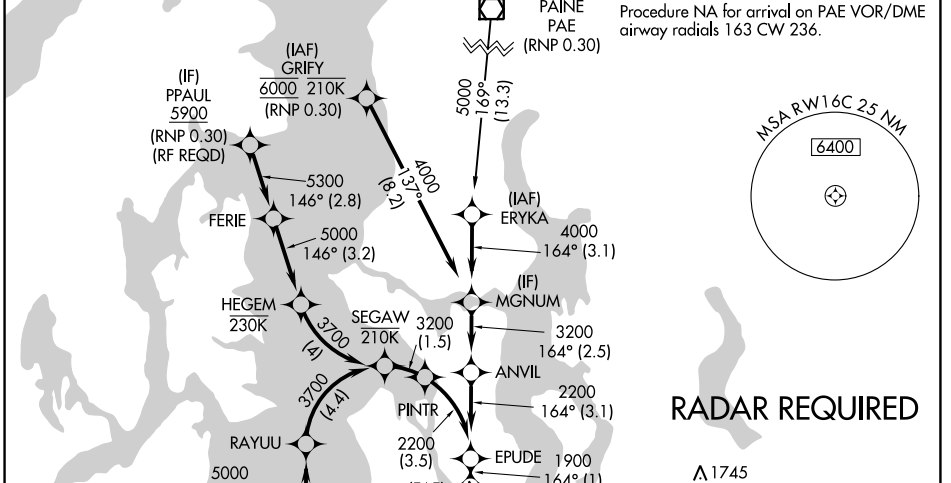 PAINE
PAE
(RNP 0.30)
Procedure NA for arrival on PAE VOR/DME
airway radials 163 CW 236.
(IAF)
GRIFY
6000 210K
(RNP 0.30)
(IF)
PPAUL
5900
(RNP 0.30)
(RF REQD)
5000
169°
(13.3)
MSA RW16C 25 NM
6400
4000
137°
(8.2)
5300
146° (2.8)
FERIE
5000
146° (3.2)
(IAF)
ERYKA
4000
164° (3.1)
HEGEM
230K
3700
(4)
SEGAW
210K
3200
(1.5)
(IF)
MGNUM
3200
164° (2.5)
ANVIL
3700
(4.4)
PINTR
2200
164° (3.1)
RADAR REQUIRED
RAYUU
2200
(3.5)
EPUDE
1900
164° (1)
5000
1745